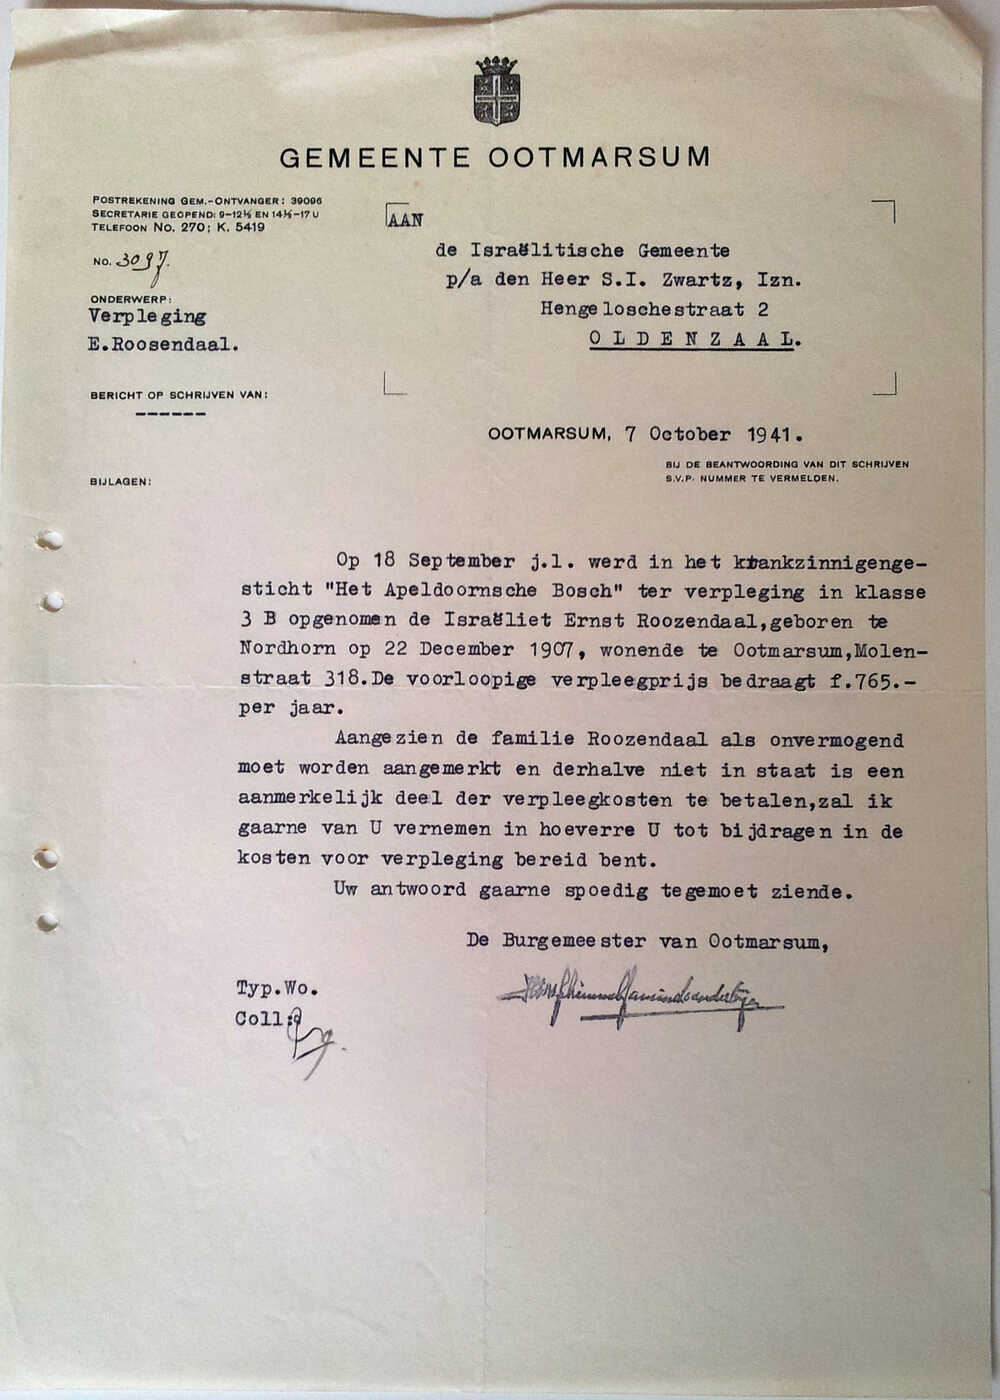 GEMEENTE OOTMARSUM
POSTREKENING GEM.-ONTVANGER: 39096
SECRETARIE GEOPEND: 9-12½ EN 14½-17 U
TELEFOON No. 270; K. 5419
NO. 3097.
ONDERWERP:
Verpleging
E.Roosendaal.
BERICHT OP SCHRIJVEN VAN:
------
BIJLAGEN:
AAN
de Israëlitische Gemeente
p/a den Heer S.I. Zwartz, Izn.
Hengeloschestraat 2
OLDENZAAL.
OOTMARSUM, 7 October 1941.
BIJ DE BEANTWOORDING VAN DIT SCHRIJVEN
S.V.P. NUMMER TE VERMELDEN.
Op 18 September j.l. werd in het krankzinnigenge-
sticht "Het Apeldoornsche Bosch" ter verpleging in klasse
3 B opgenomen de Israëliet Ernst Roozendaal,geboren te
Nordhorn op 22 December 1907, wonende te Ootmarsum,Molen-
straat 318.De voorloopige verpleegprijs bedraagt f.765.-
per jaar.
Aangezien de familie Roozendaal als onvermogend
moet worden aangemerkt en derhalve niet in staat is een
aanmerkelijk deel der verpleegkosten te betalen,zal ik
gaarne van U vernemen in hoeverre U tot bijdragen in de
kosten voor verpleging bereid bent.
Uw antwoord gaarne spoedig tegemoet ziende.
De Burgemeester van Ootmarsum,
Typ.Wo.
Coll: